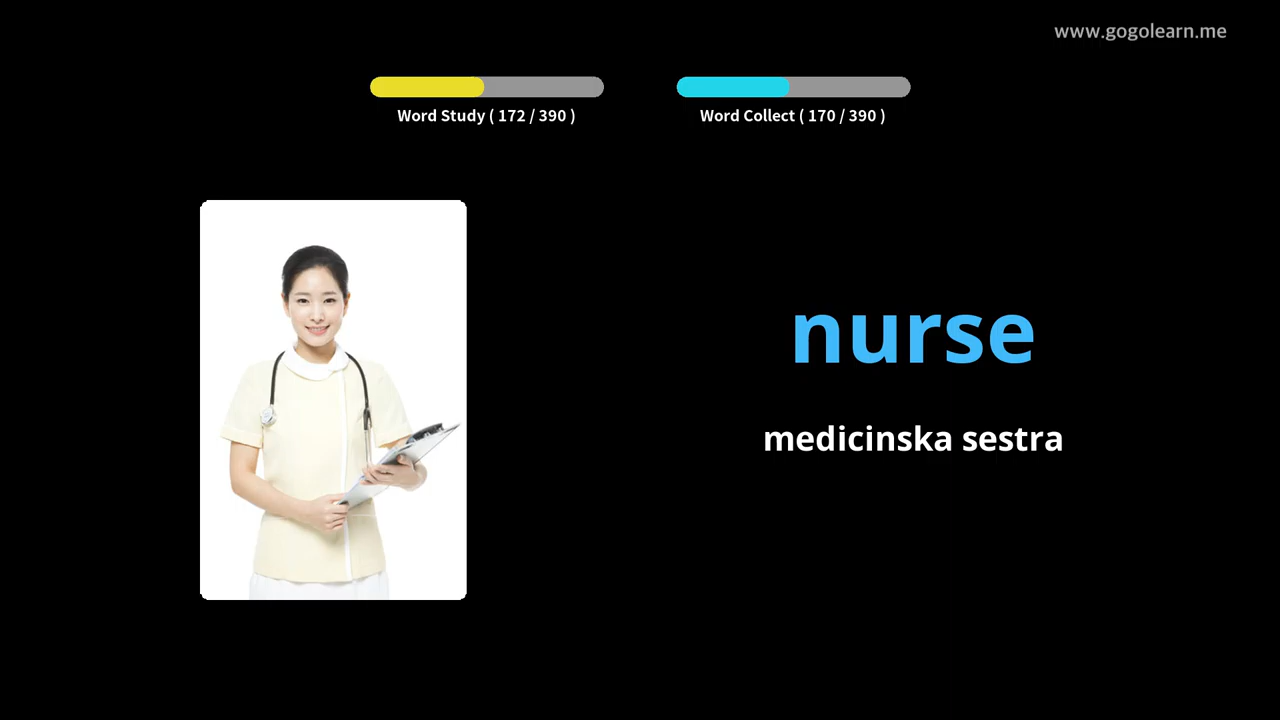 www.gogolearn.me
Word Study ( 172 / 390 )
Word Collect ( 170 / 390 )
nurse
medicinska sestra